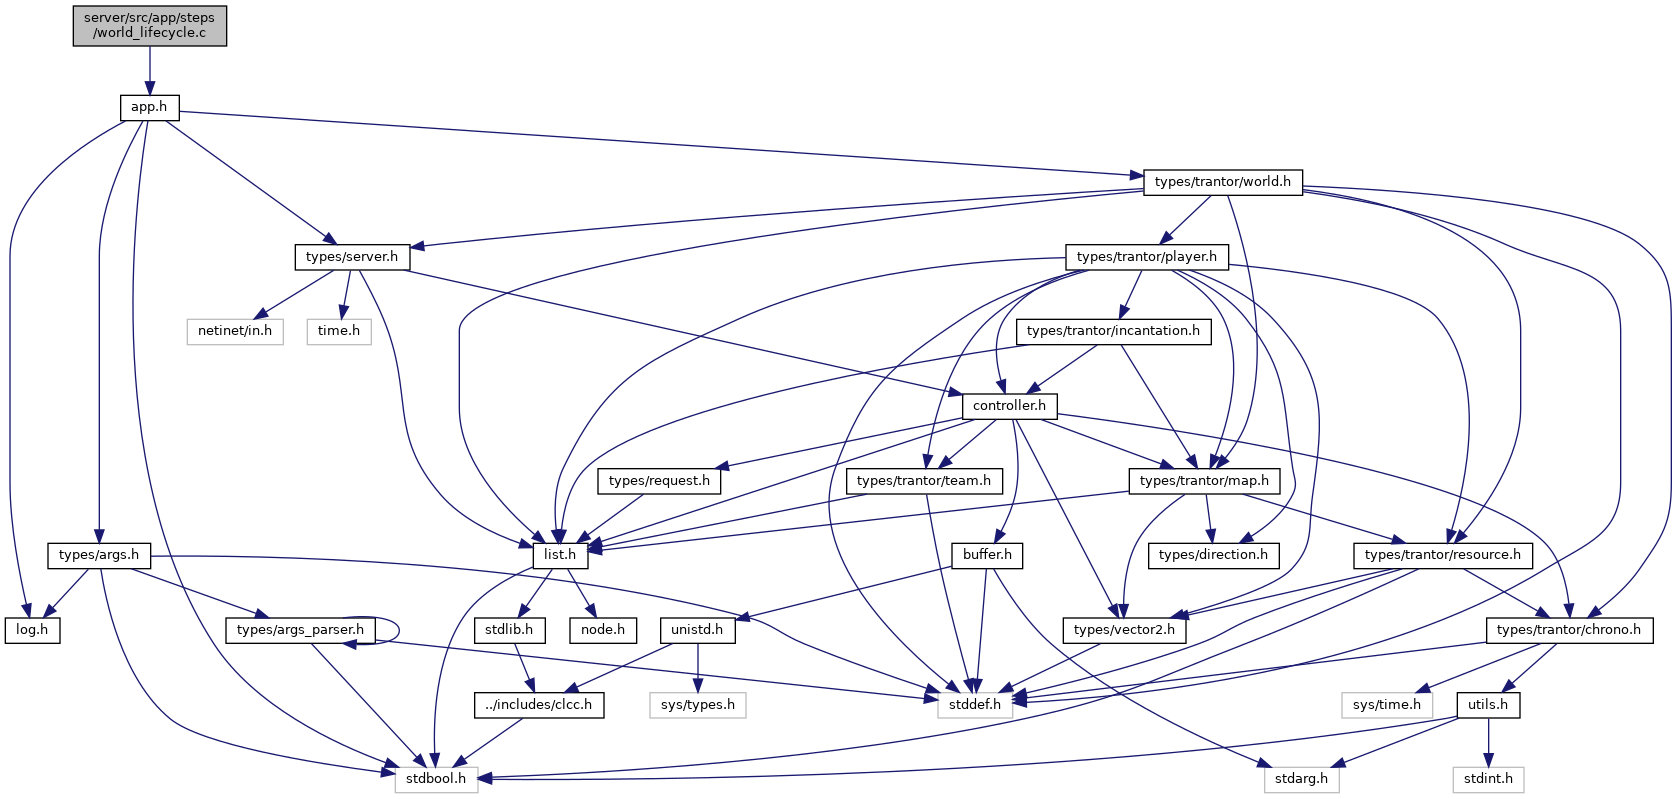 server/src/app/steps
/world_lifecycle.c
app.h
types/trantor/world.h
types/server.h
types/trantor/player.h
netinet/in.h
time.h
types/trantor/incantation.h
controller.h
types/request.h
types/trantor/team.h
types/trantor/map.h
types/args.h
list.h
buffer.h
types/direction.h
types/trantor/resource.h
log.h
types/args_parser.h
stdlib.h
node.h
unistd.h
types/vector2.h
types/trantor/chrono.h
../includes/clcc.h
sys/types.h
stddef.h
sys/time.h
utils.h
stdbool.h
stdarg.h
stdint.h